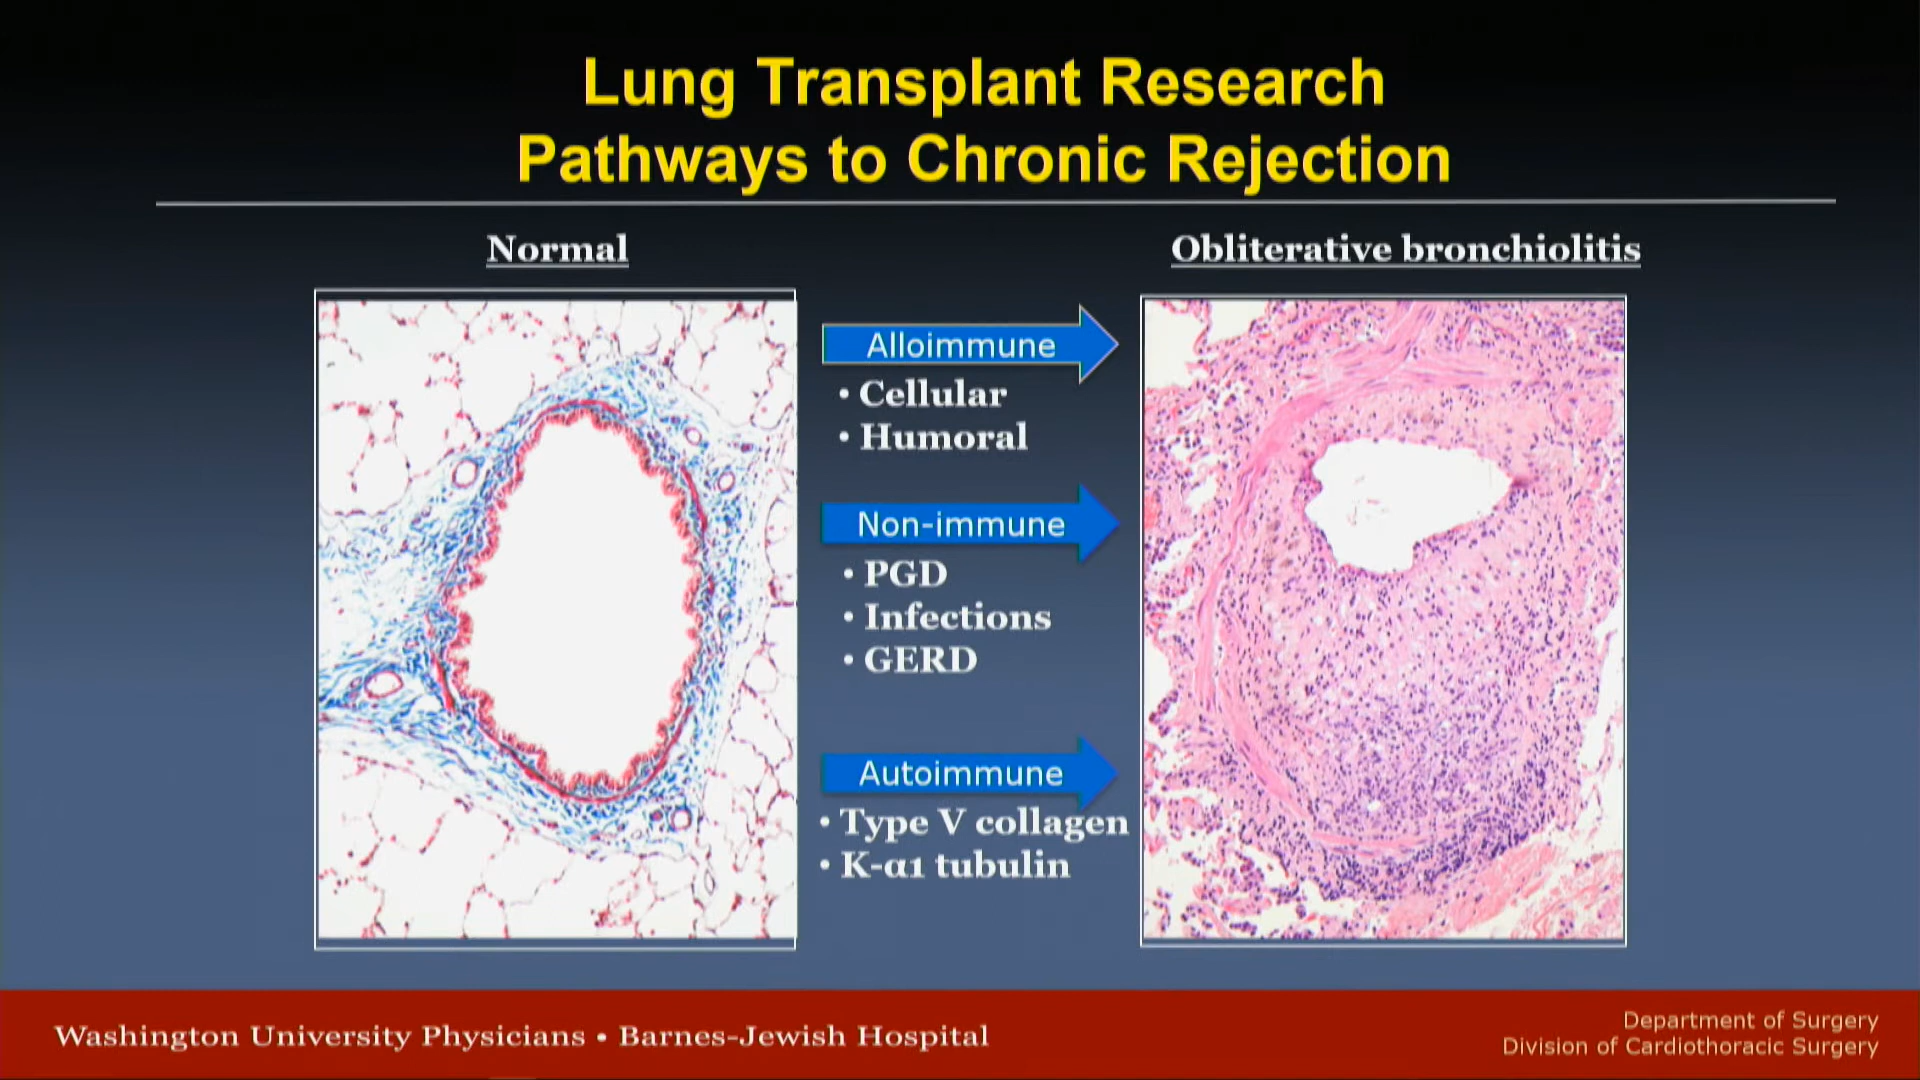 Lung Transplant Research
Pathways to Chronic Rejection
Normal
Obliterative bronchiolitis
Alloimmune
• Cellular
• Humoral
Non-immune
• PGD
• Infections
• GERD
Autoimmune
• Type V collagen
• K-α1 tubulin
Washington University Physicians • Barnes-Jewish Hospital
Department of Surgery
Division of Cardiothoracic Surgery